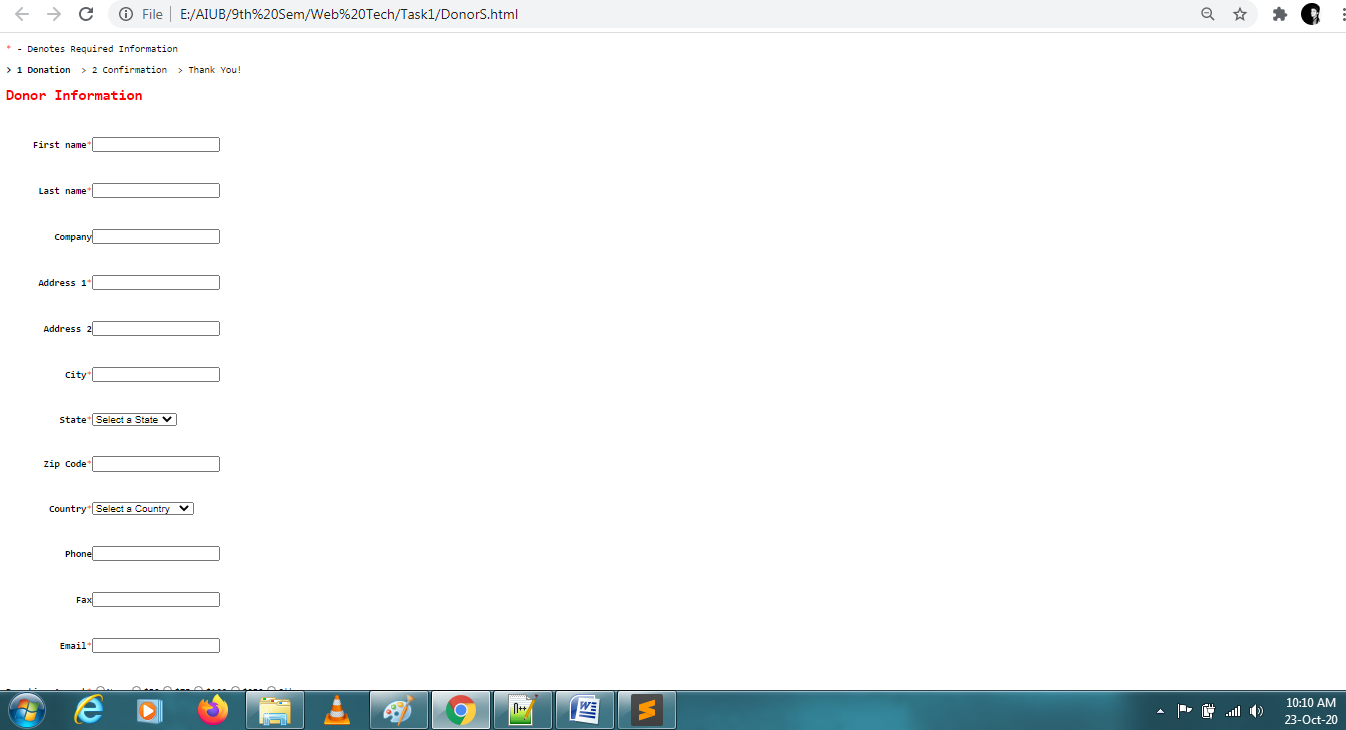 File E:/AIUB/9th%20Sem/Web%20Tech/Task1/DonorS.html
* - Denotes Required Information
> 1 Donation > 2 Confirmation > Thank You!
Donor Information
First name*
Last name*
Company
Address 1*
Address 2
City*
State* Select a State
Zip Code*
Country* Select a Country
Phone
Fax
Email*
10:10 AM
23-Oct-20